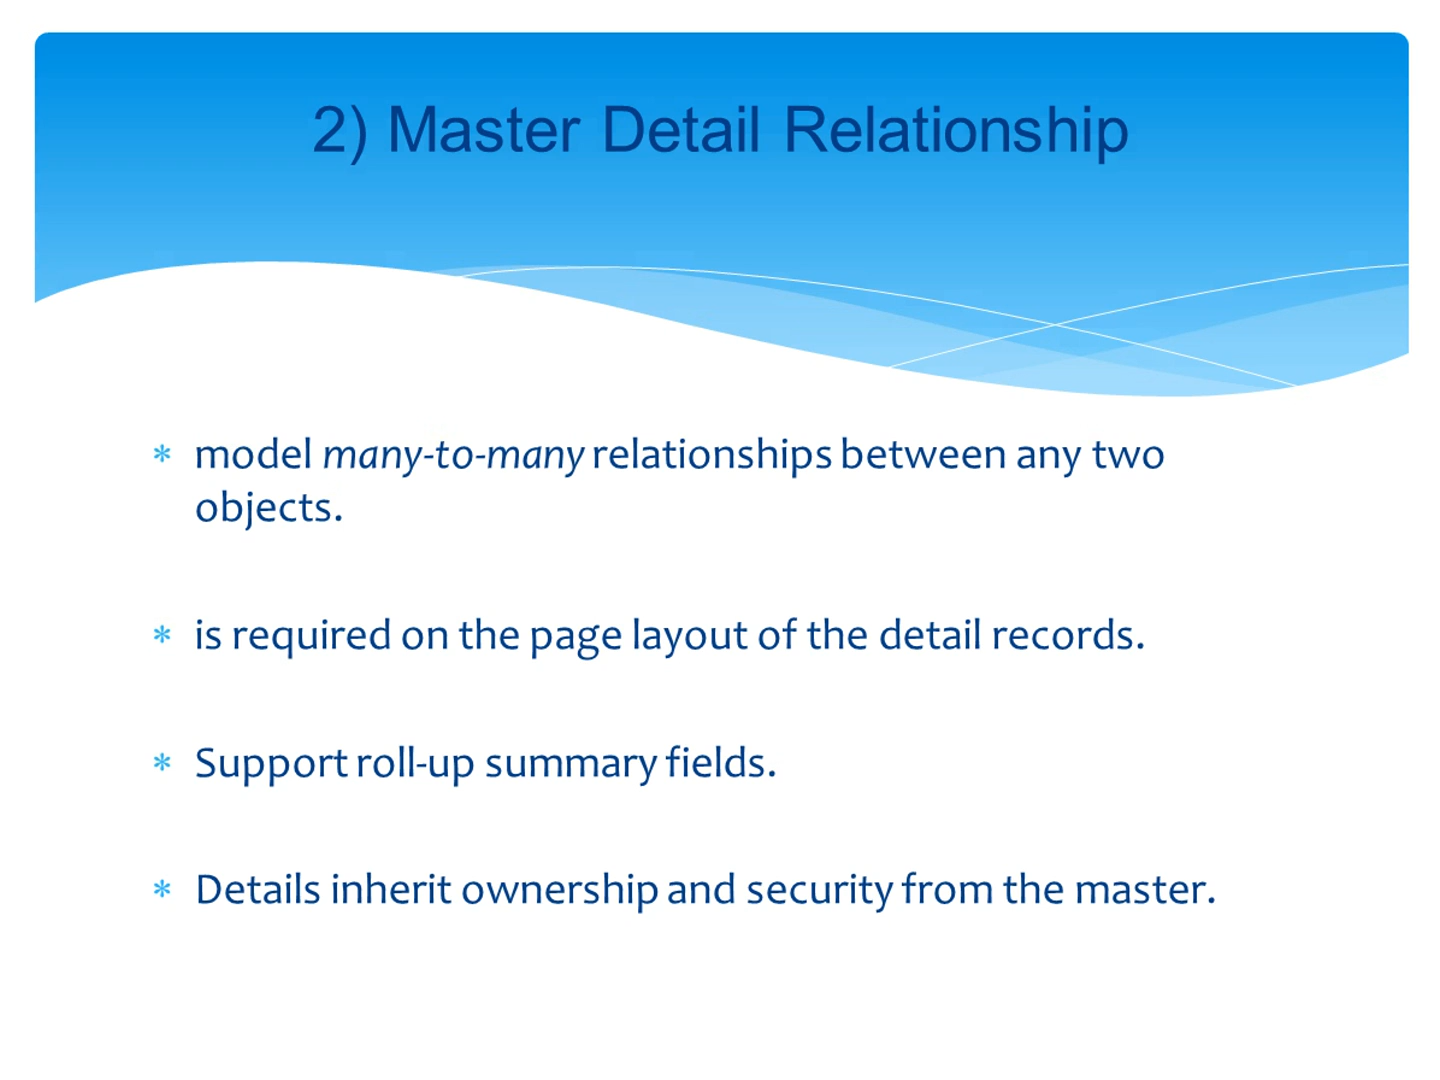 2) Master Detail Relationship
* model many-to-many relationships between any two
objects.
* is required on the page layout of the detail records.
* Support roll-up summary fields.
* Details inherit ownership and security from the master.